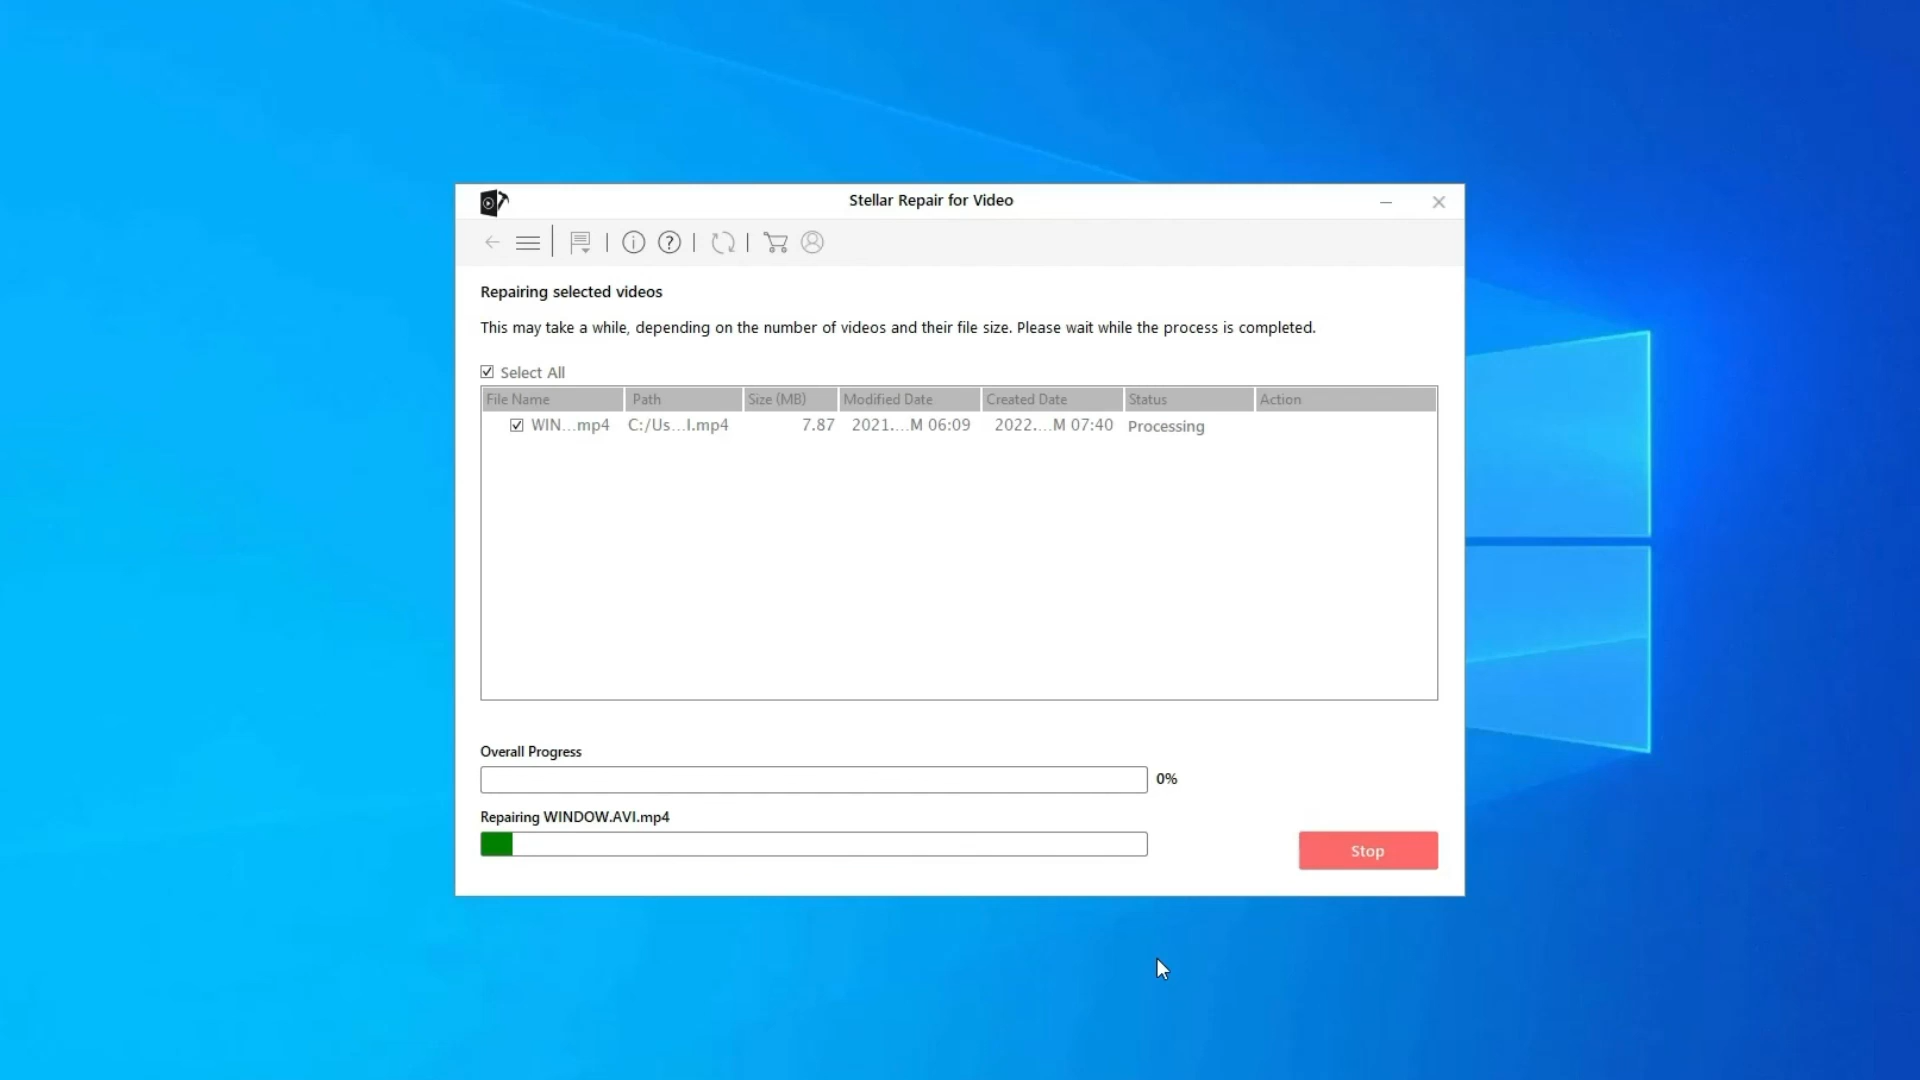 Stellar Repair for Video
Repairing selected videos
This may take a while, depending on the number of videos and their file size. Please wait while the process is completed.
Select All
File Name Path Size (MB) Modified Date Created Date Status Action
WIN...mp4 C:/Us...I.mp4 7.87 2021....M 06:09 2022....M 07:40 Processing
Overall Progress
0%
Repairing WINDOW.AVI.mp4
Stop